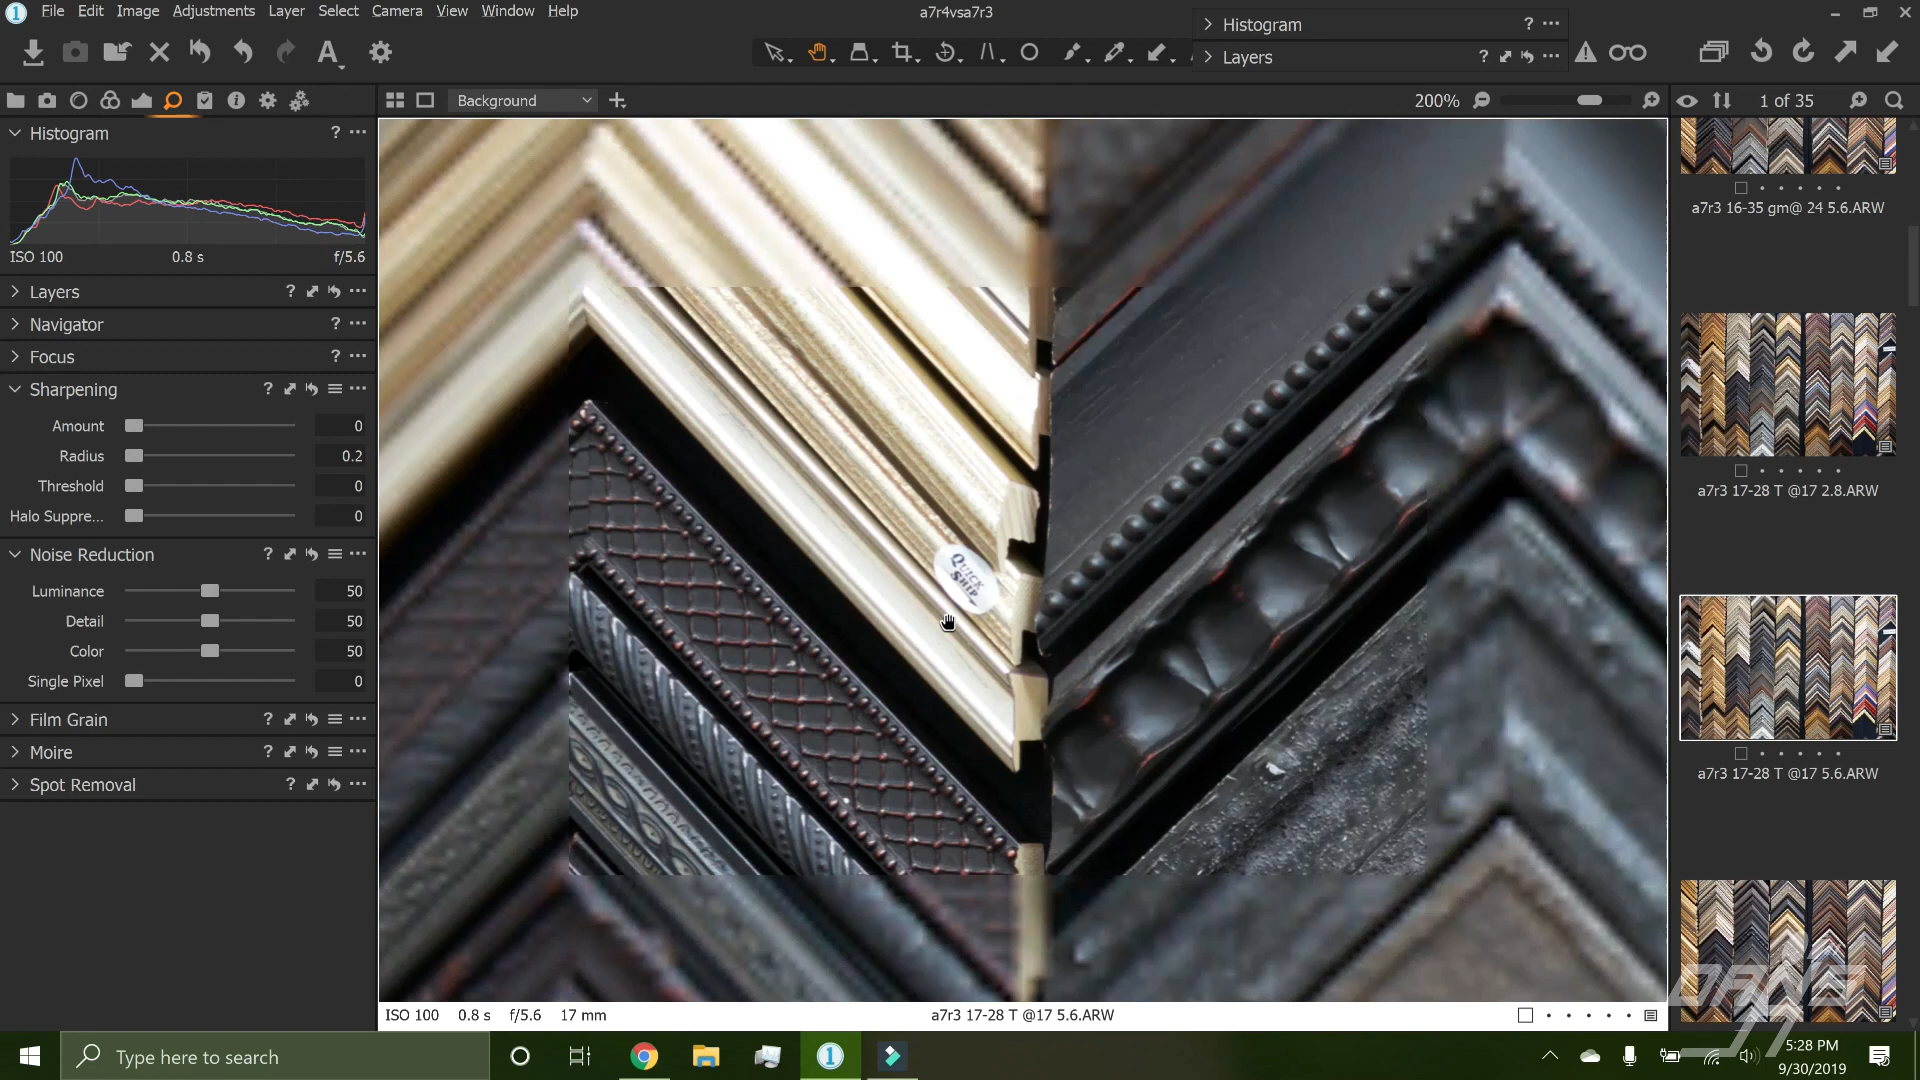 File Edit Image Adjustments Layer Select Camera View Window Help
a7r4vsa7r3
Histogram ? ...
Layers ? ...
Background
200%
1 of 35
Histogram ? ...
ISO 100 0.8 s f/5.6
Layers ? ...
Navigator ? ...
Focus ? ...
Sharpening ? ...
Amount 0
Radius 0.2
Threshold 0
Halo Suppre... 0
Noise Reduction ? ...
Luminance 50
Detail 50
Color 50
Single Pixel 0
Film Grain ? ...
Moire ? ...
Spot Removal ? ...
QUICK
SHIP
a7r3 16-35 gm@ 24 5.6.ARW
a7r3 17-28 T @17 2.8.ARW
a7r3 17-28 T @17 5.6.ARW
ISO 100 0.8 s f/5.6 17 mm
a7r3 17-28 T @17 5.6.ARW
Type here to search
5:28 PM
9/30/2019